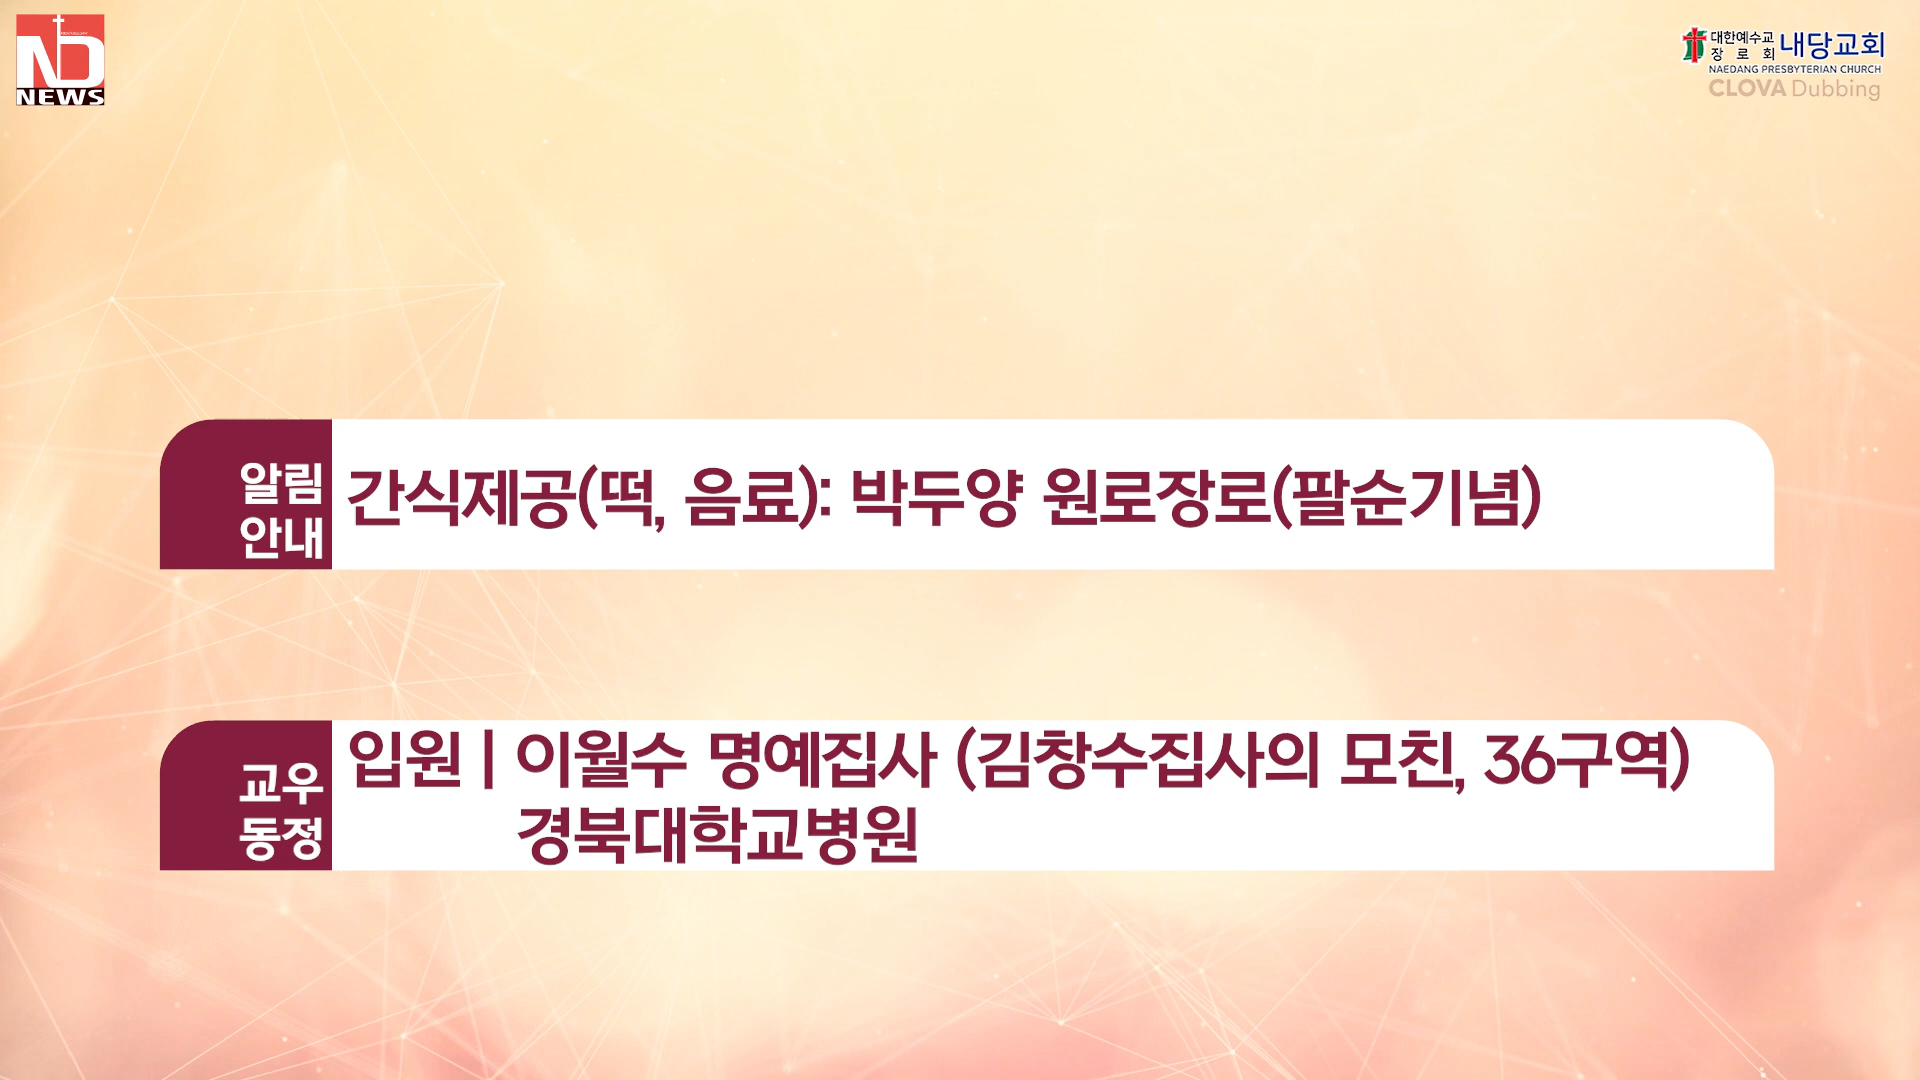 ND
NEWS
대한예수교
장로회 내당교회
NAEDANG PRESBYTERIAN CHURCH
CLOVA Dubbing
알림
안내
간식제공(떡, 음료): 박두양 원로장로(팔순기념)
교우
동정
입원 | 이월수 명예집사 (김창수집사의 모친, 36구역)
경북대학교병원